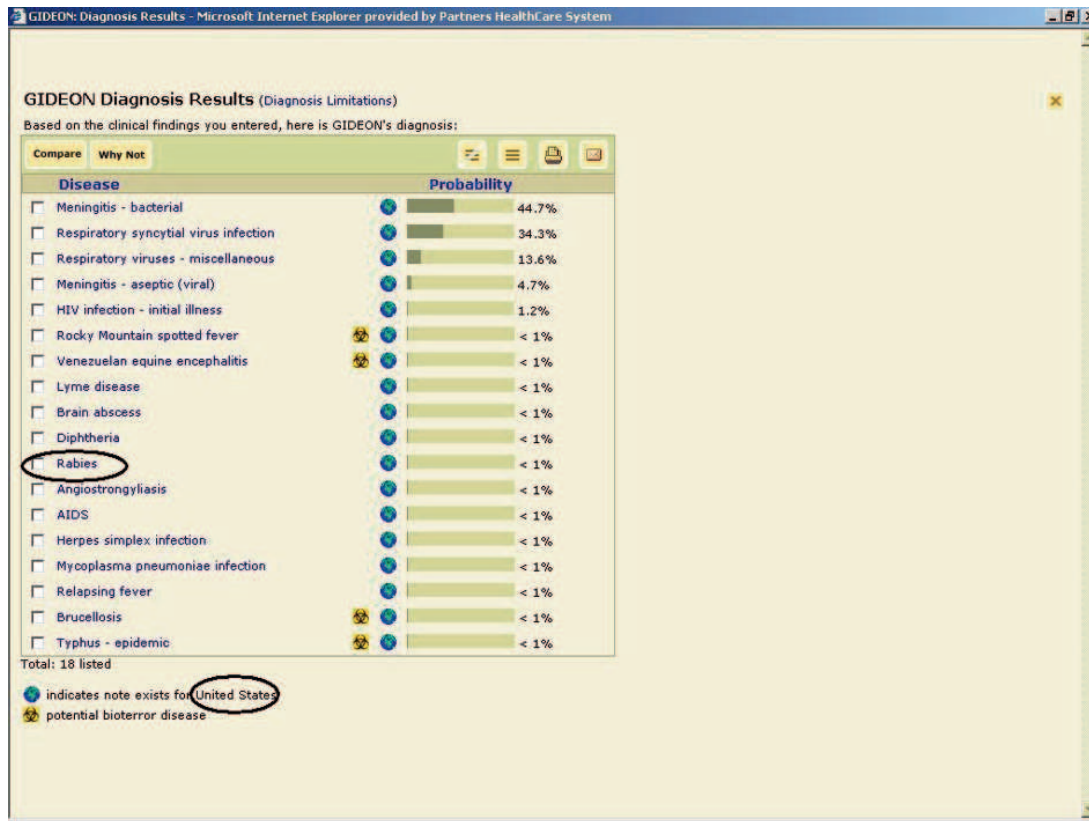 GIDEON: Diagnosis Results - Microsoft Internet Explorer provided by Partners HealthCare System
GIDEON Diagnosis Results (Diagnosis Limitations)
Based on the clinical findings you entered, here is GIDEON's diagnosis:
Compare Why Not
Disease Probability
Meningitis - bacterial 44.7%
Respiratory syncytial virus infection 34.3%
Respiratory viruses - miscellaneous 13.6%
Meningitis - aseptic (viral) 4.7%
HIV infection - initial illness 1.2%
Rocky Mountain spotted fever < 1%
Venezuelan equine encephalitis < 1%
Lyme disease < 1%
Brain abscess < 1%
Diphtheria < 1%
Rabies < 1%
Angiostrongyliasis < 1%
AIDS < 1%
Herpes simplex infection < 1%
Mycoplasma pneumoniae infection < 1%
Relapsing fever < 1%
Brucellosis < 1%
Typhus - epidemic < 1%
Total: 18 listed
indicates note exists for United States
potential bioterror disease